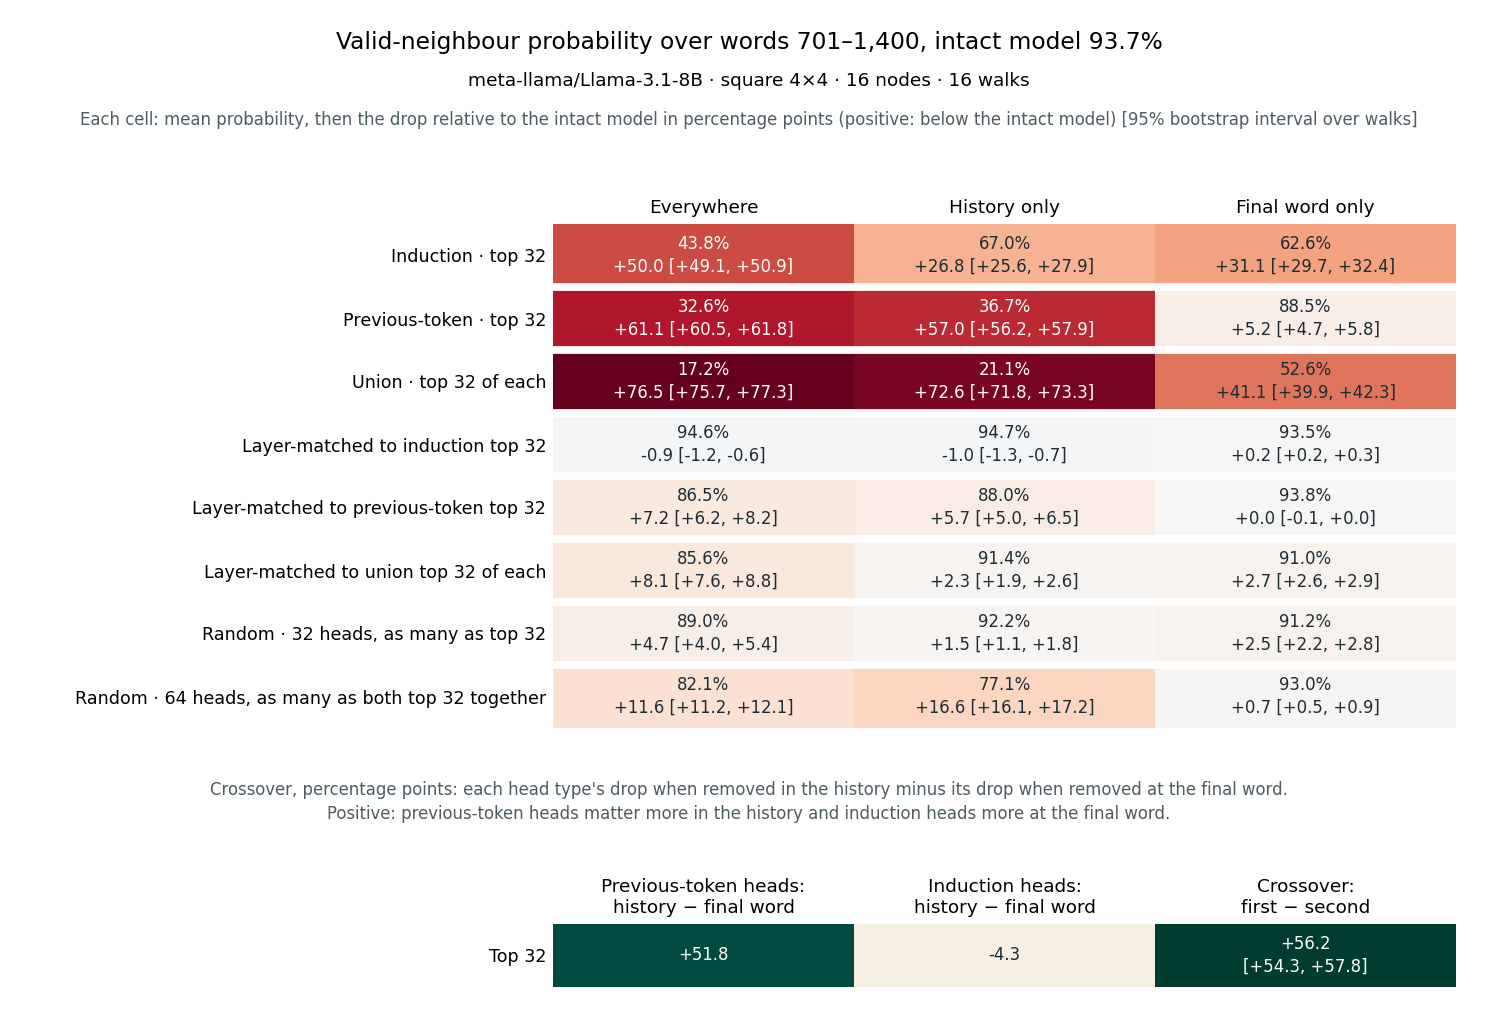 Valid-neighbour probability over words 701–1,400, intact model 93.7%
meta-llama/Llama-3.1-8B · square 4×4 · 16 nodes · 16 walks
Each cell: mean probability, then the drop relative to the intact model in percentage points (positive: below the intact model) [95% bootstrap interval over walks]
Everywhere History only Final word only
Induction · top 32
43.8% 67.0% 62.6%
+50.0 [+49.1, +50.9] +26.8 [+25.6, +27.9] +31.1 [+29.7, +32.4]
Previous-token · top 32
32.6% 36.7% 88.5%
+61.1 [+60.5, +61.8] +57.0 [+56.2, +57.9] +5.2 [+4.7, +5.8]
Union · top 32 of each
17.2% 21.1% 52.6%
+76.5 [+75.7, +77.3] +72.6 [+71.8, +73.3] +41.1 [+39.9, +42.3]
Layer-matched to induction top 32
94.6% 94.7% 93.5%
-0.9 [-1.2, -0.6] -1.0 [-1.3, -0.7] +0.2 [+0.2, +0.3]
Layer-matched to previous-token top 32
86.5% 88.0% 93.8%
+7.2 [+6.2, +8.2] +5.7 [+5.0, +6.5] +0.0 [-0.1, +0.0]
Layer-matched to union top 32 of each
85.6% 91.4% 91.0%
+8.1 [+7.6, +8.8] +2.3 [+1.9, +2.6] +2.7 [+2.6, +2.9]
Random · 32 heads, as many as top 32
89.0% 92.2% 91.2%
+4.7 [+4.0, +5.4] +1.5 [+1.1, +1.8] +2.5 [+2.2, +2.8]
Random · 64 heads, as many as both top 32 together
82.1% 77.1% 93.0%
+11.6 [+11.2, +12.1] +16.6 [+16.1, +17.2] +0.7 [+0.5, +0.9]
Crossover, percentage points: each head type's drop when removed in the history minus its drop when removed at the final word.
Positive: previous-token heads matter more in the history and induction heads more at the final word.
Previous-token heads: Induction heads: Crossover:
history − final word history − final word first − second
Top 32
+51.8 -4.3 +56.2
[+54.3, +57.8]